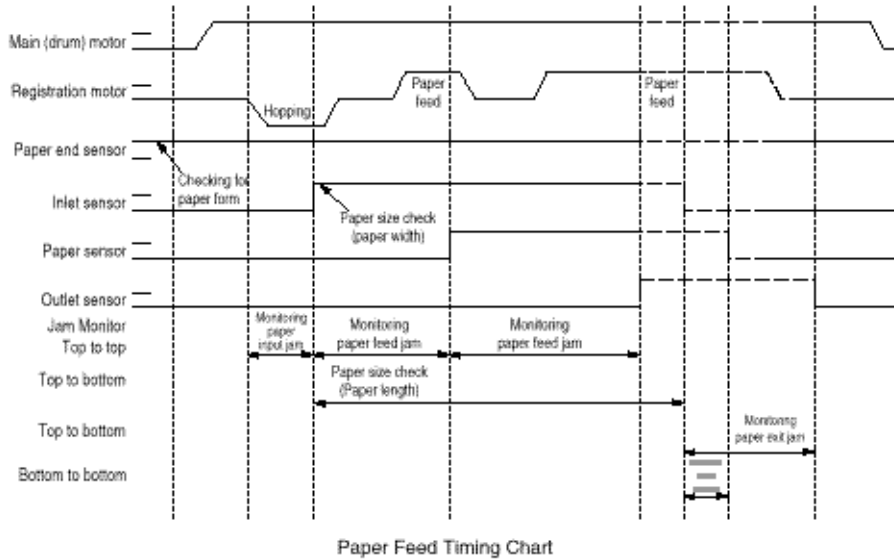 Main (drum) motor
Registration motor
Hopping
Paper
feed
Paper
feed
Paper end sensor
Checking for
paper form
Inlet sensor
Paper size check
(paper width)
Paper sensor
Outlet sensor
Jam Monitor
Top to top
Monitoring
paper
input jam
Monitoring
paper feed jam
Monitoring
paper feed jam
Top to bottom
Paper size check
(Paper length)
Top to bottom
Monitoring
paper exit jam
Bottom to bottom
Paper Feed Timing Chart